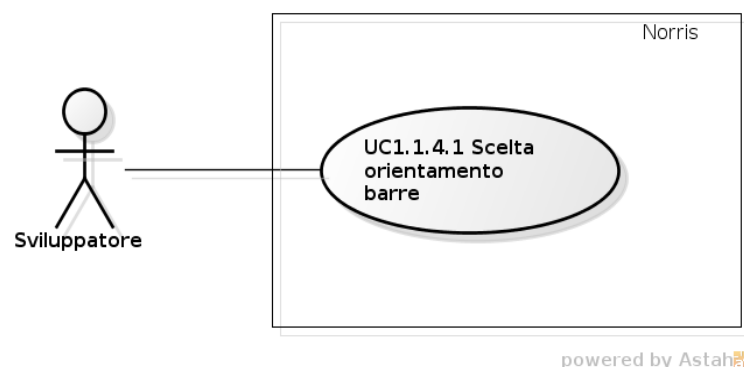 Norris
UC1.1.4.1 Scelta
orientamento
barre
Sviluppatore
powered by Astah